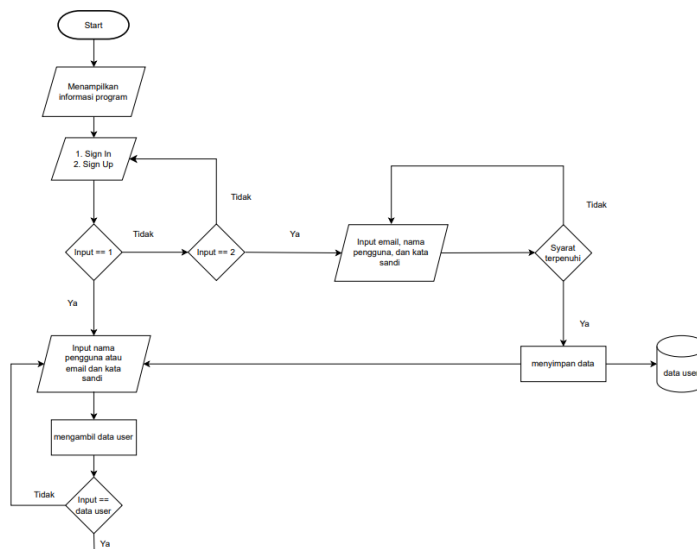 Start
Menampilkan
informasi program
1. Sign In
2. Sign Up
Tidak
Tidak
Tidak
Input == 1
Input == 2
Ya
Input email, nama
pengguna, dan kata
sandi
Syarat
terpenuhi
Ya
Ya
Input nama
pengguna atau
email dan kata
sandi
menyimpan data
data user
mengambil data user
Tidak
Input ==
data user
Ya